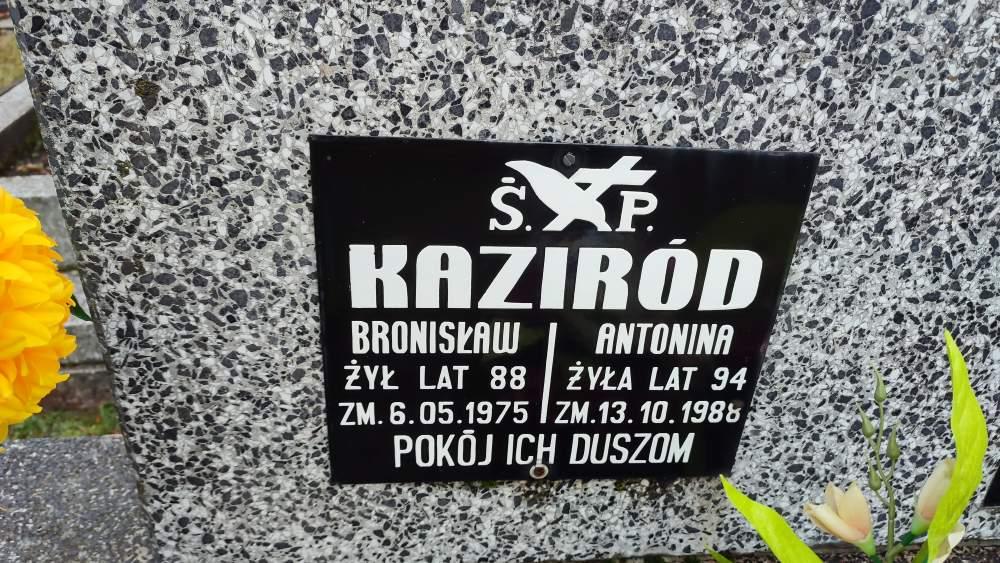 Ś. P.
KAZIRÓD
BRONISŁAW ANTONINA
ŻYŁ LAT 88 ŻYŁA LAT 94
ZM. 6.05.1975 ZM. 13.10.1988
POKÓJ ICH DUSZOM